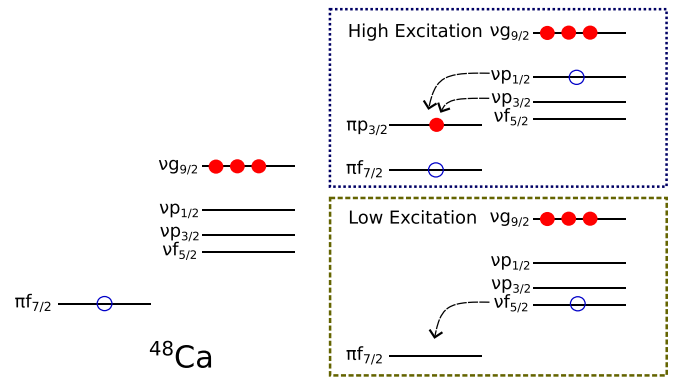 νg₉/₂
νp₁/₂
νp₃/₂
νf₅/₂
πf₇/₂
⁴⁸Ca
High Excitation νg₉/₂
νp₁/₂
νp₃/₂
νf₅/₂
πp₃/₂
πf₇/₂
Low Excitation νg₉/₂
νp₁/₂
νp₃/₂
νf₅/₂
πf₇/₂